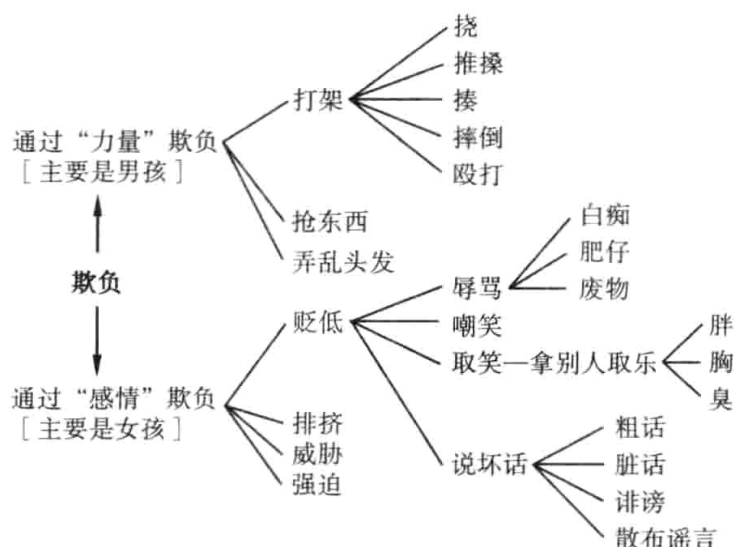 挠
推搡
打架
揍
通过“力量”欺负
摔倒
[主要是男孩]
殴打
抢东西
白痴
弄乱头发
肥仔
欺负
辱骂
废物
贬低
嘲笑
胖
取笑—拿别人取乐
胸
通过“感情”欺负
臭
[主要是女孩]
排挤
粗话
威胁
说坏话
脏话
强迫
诽谤
散布谣言